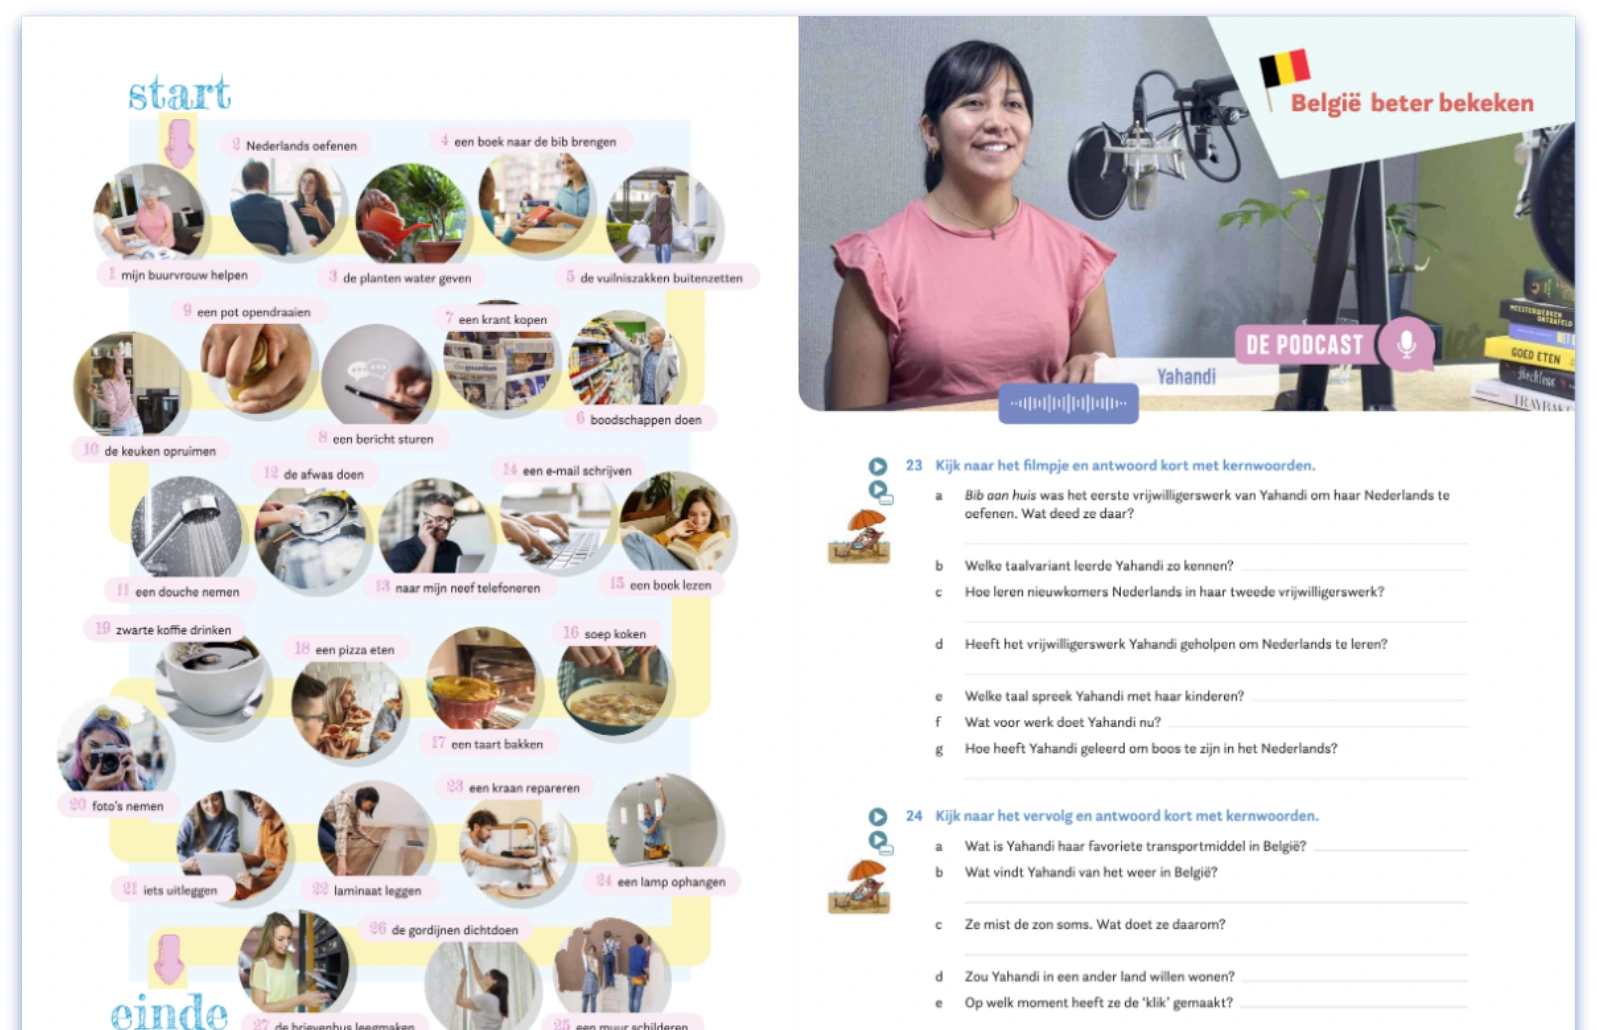 start
2 Nederlands oefenen
4 een boek naar de bib brengen
1 mijn buurvrouw helpen
3 de planten water geven
5 de vuilniszakken buitenzetten
9 een pot opendraaien
7 een krant kopen
6 boodschappen doen
8 een bericht sturen
10 de keuken opruimen
12 de afwas doen
14 een e-mail schrijven
11 een douche nemen
13 naar mijn neef telefoneren
15 een boek lezen
19 zwarte koffie drinken
18 een pizza eten
16 soep koken
17 een taart bakken
20 foto's nemen
23 een kraan repareren
21 iets uitleggen
22 laminaat leggen
24 een lamp ophangen
26 de gordijnen dichtdoen
einde
27 de brievenbus leegmaken
25 een muur schilderen
België beter bekeken
MEESTERWERKEN
ONTRAFELD
GOED ETEN
DE PODCAST
Yahandi
23 Kijk naar het filmpje en antwoord kort met kernwoorden.
a Bib aan huis was het eerste vrijwilligerswerk van Yahandi om haar Nederlands te
oefenen. Wat deed ze daar?
b Welke taalvariant leerde Yahandi zo kennen?
c Hoe leren nieuwkomers Nederlands in haar tweede vrijwilligerswerk?
d Heeft het vrijwilligerswerk Yahandi geholpen om Nederlands te leren?
e Welke taal spreek Yahandi met haar kinderen?
f Wat voor werk doet Yahandi nu?
g Hoe heeft Yahandi geleerd om boos te zijn in het Nederlands?
24 Kijk naar het vervolg en antwoord kort met kernwoorden.
a Wat is Yahandi haar favoriete transportmiddel in België?
b Wat vindt Yahandi van het weer in België?
c Ze mist de zon soms. Wat doet ze daarom?
d Zou Yahandi in een ander land willen wonen?
e Op welk moment heeft ze de 'klik' gemaakt?